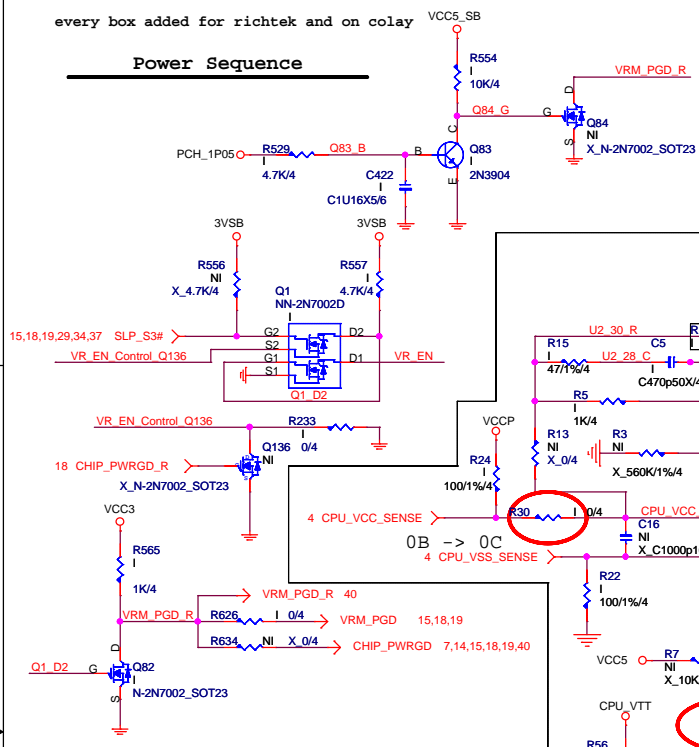 every box added for richtek and on colay
Power Sequence
VCC5_SB
R554
I
10K/4
Q84_G
VRM_PGD_R
D
G
S
Q84
NI
X_N-2N7002_SOT23
PCH_1P05
R529
I
4.7K/4
Q83_B
B
C
E
Q83
I
2N3904
C422
I
C1U16X5/6
3VSB
3VSB
R556
NI
X_4.7K/4
R557
I
4.7K/4
Q1
NN-2N7002D
I
15,18,19,29,34,37 SLP_S3#
G2
S2
G1
S1
D2
D1
VR_EN_Control_Q136
VR_EN
Q1_D2
VR_EN_Control_Q136
R233
I 0/4
18 CHIP_PWRGD_R
Q136
NI
X_N-2N7002_SOT23
VCC3
R565
I
1K/4
VRM_PGD_R
VRM_PGD_R 40
R626 I 0/4
VRM_PGD 15,18,19
R634 NI X_0/4
CHIP_PWRGD 7,14,15,18,19,40
Q1_D2
G
D
S
Q82
I
N-2N7002_SOT23
U2_30_R
R15
I
47/1%/4
U2_28_C
C5
I
C470p50X/4
R5
I
1K/4
R13
NI
X_0/4
R3
NI
X_560K/1%/4
VCCP
R24
I
100/1%/4
4 CPU_VCC_SENSE
R30 I 0/4
CPU_VCC_
0B -> 0C
4 CPU_VSS_SENSE
C16
NI
X_C1000p1
R22
I
100/1%/4
VCC5
R7
NI
X_10K
CPU_VTT
R56